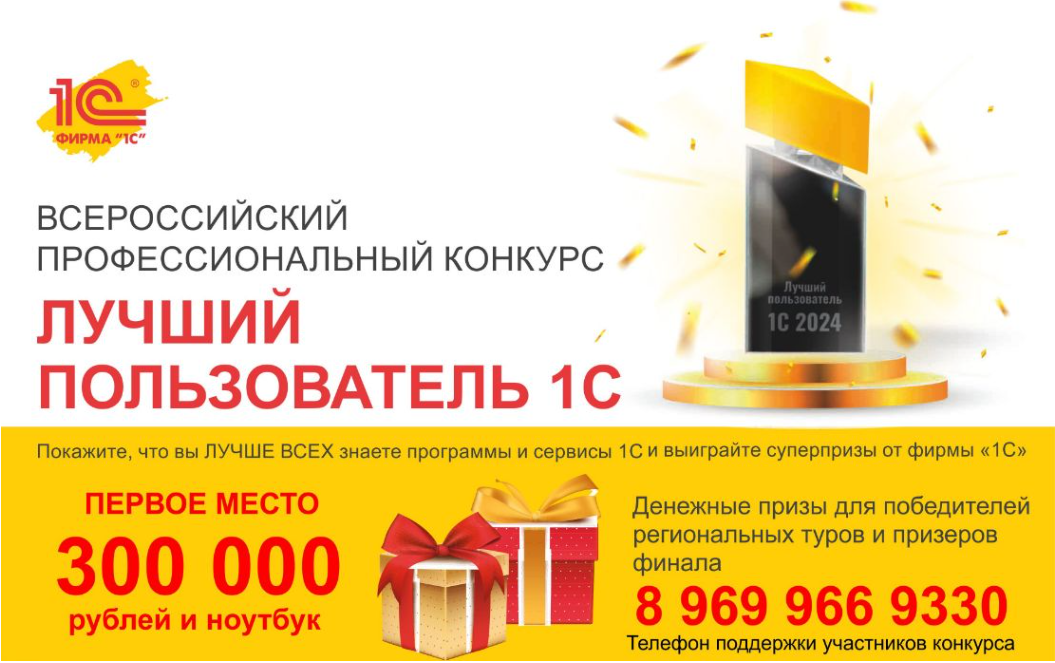 1С®
ФИРМА "1С"
ВСЕРОССИЙСКИЙ
ПРОФЕССИОНАЛЬНЫЙ КОНКУРС
ЛУЧШИЙ
ПОЛЬЗОВАТЕЛЬ 1С
Лучший
пользователь
1С 2024
Покажите, что вы ЛУЧШЕ ВСЕХ знаете программы и сервисы 1С и выиграйте суперпризы от фирмы «1С»
ПЕРВОЕ МЕСТО
300 000
рублей и ноутбук
Денежные призы для победителей
региональных туров и призеров
финала
8 969 966 9330
Телефон поддержки участников конкурса